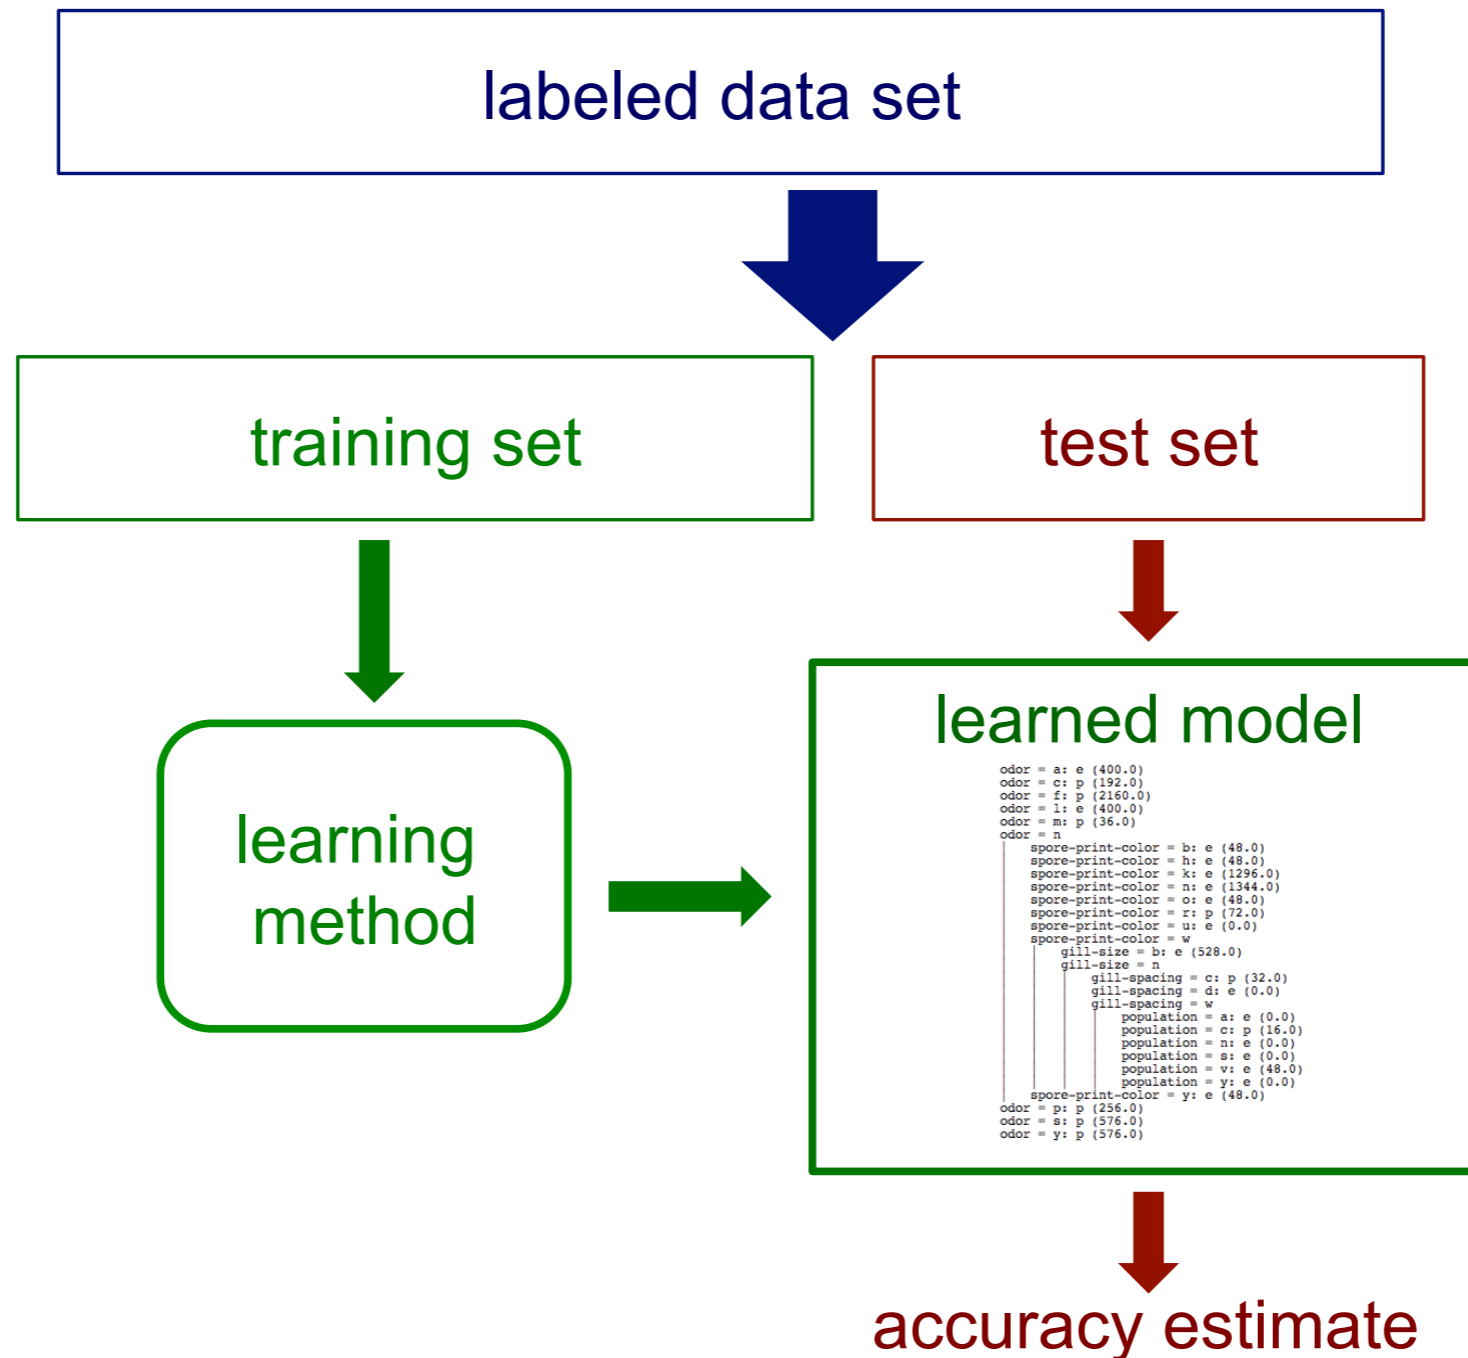 labeled data set
training set
test set
learning
method
learned model
odor = a: e (400.0)
odor = c: p (192.0)
odor = f: p (2160.0)
odor = l: e (400.0)
odor = m: p (36.0)
odor = n
|   spore-print-color = b: e (48.0)
|   spore-print-color = h: e (48.0)
|   spore-print-color = k: e (1296.0)
|   spore-print-color = n: e (1344.0)
|   spore-print-color = o: e (48.0)
|   spore-print-color = r: p (72.0)
|   spore-print-color = u: e (0.0)
|   spore-print-color = w
|   |   gill-size = b: e (528.0)
|   |   gill-size = n
|   |   |   gill-spacing = c: p (32.0)
|   |   |   gill-spacing = d: e (0.0)
|   |   |   gill-spacing = w
|   |   |   |   population = a: e (0.0)
|   |   |   |   population = c: p (16.0)
|   |   |   |   population = n: e (0.0)
|   |   |   |   population = s: e (0.0)
|   |   |   |   population = v: e (48.0)
|   |   |   |   population = y: e (0.0)
|   spore-print-color = y: e (48.0)
odor = p: p (256.0)
odor = s: p (576.0)
odor = y: p (576.0)
accuracy estimate